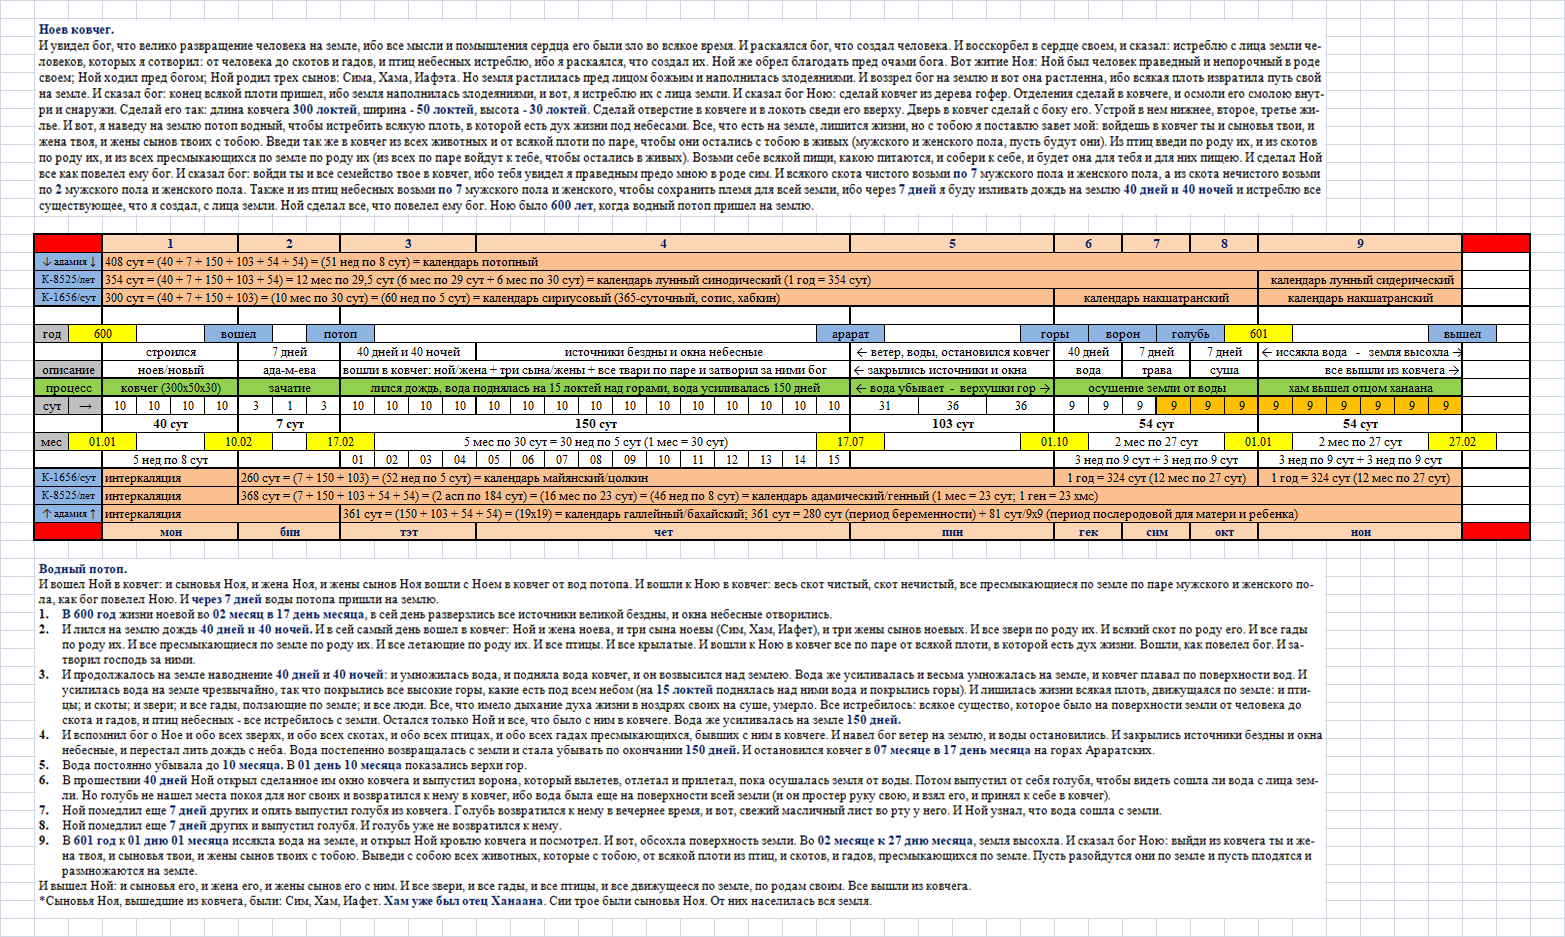 Ноев ковчег.
И увидел бог, что велико развращение человека на земле, ибо все мысли и помышления сердца его были зло во всякое время. И раскаялся бог, что создал человека. И восскорбел в сердце своем, и сказал: истреблю с лица земли че-
ловеков, которых я сотворил: от человека до скотов и гадов, и птиц небесных истреблю, ибо я раскаялся, что создал их. Ной же обрел благодать пред очами бога. Вот житие Ноя: Ной был человек праведный и непорочный в роде
своем; Ной ходил пред богом; Ной родил трех сынов: Сима, Хама, Иафэта. Но земля растлилась пред лицом божьим и наполнилась злодеяниями. И воззрел бог на землю и вот она растленна, ибо всякая плоть извратила путь свой
на земле. И сказал бог: конец всякой плоти пришел, ибо земля наполнилась злодеяниями, и вот, я истреблю их с лица земли. И сказал бог Ною: сделай ковчег из дерева гофер. Отделения сделай в ковчеге, и осмоли его смолою внут-
ри и снаружи. Сделай его так: длина ковчега 300 локтей, ширина - 50 локтей, высота - 30 локтей. Сделай отверстие в ковчеге и в локоть сведи его вверху. Дверь в ковчег сделай с боку его. Устрой в нем нижнее, второе, третье жи-
лье. И вот, я наведу на землю потоп водный, чтобы истребить всякую плоть, в которой есть дух жизни под небесами. Все, что есть на земле, лишится жизни, но с тобою я поставлю завет мой: войдешь в ковчег ты и сыновья твои, и
жена твоя, и жены сынов твоих с тобою. Введи так же в ковчег из всех животных и от всякой плоти по паре, чтобы они остались с тобою в живых (мужского и женского пола, пусть будут они). Из птиц введи по роду их, и из скотов
по роду их, и из всех пресмыкающихся по земле по роду их (из всех по паре войдут к тебе, чтобы остались в живых). Возьми себе всякой пищи, какою питаются, и собери к себе, и будет она для тебя и для них пищею. И сделал Ной
все как повелел ему бог. И сказал бог: войди ты и все семейство твое в ковчег, ибо тебя увидел я праведным предо мною в роде сим. И всякого скота чистого возьми по 7 мужского пола и женского пола, а из скота нечистого возьми
по 2 мужского пола и женского пола. Также и из птиц небесных возьми по 7 мужского пола и женского, чтобы сохранить племя для всей земли, ибо через 7 дней я буду изливать дождь на землю 40 дней и 40 ночей и истреблю все
существующее, что я создал, с лица земли. Ной сделал все, что повелел ему бог. Ною было 600 лет, когда водный потоп пришел на землю.
1 2 3 4 5 6 7 8 9
↓ адамия ↓ 408 сут = (40 + 7 + 150 + 103 + 54 + 54) = (51 нед по 8 сут) = календарь потопный
К-8525/лет 354 сут = (40 + 7 + 150 + 103 + 54) = 12 мес по 29,5 сут (6 мес по 29 сут + 6 мес по 30 сут) = календарь лунный синодический (1 год = 354 сут) календарь лунный сидерический
К-1656/сут 300 сут = (40 + 7 + 150 + 103) = (10 мес по 30 сут) = (60 нед по 5 сут) = календарь сириусовый (365-суточный, сотис, хабкин) календарь накшатранский календарь накшатранский
год 600 вошел потоп арарат горы ворон голубь 601 вышел
строился 7 дней 40 дней и 40 ночей источники бездны и окна небесные ← ветер, воды, остановился ковчег 40 дней 7 дней 7 дней ← иссякла вода - земля высохла →
описание ноев/новый ада-м-ева вошли в ковчег: ной/жена + три сына/жены + все твари по паре и затворил за ними бог ← закрылись источники и окна вода трава суша все вышли из ковчега →
процесс ковчег (300х50х30) зачатие лился дождь, вода поднялась на 15 локтей над горами, вода усиливалась 150 дней ← вода убывает - верхушки гор → осушение земли от воды хам вышел отцом ханаана
сут → 10 10 10 10 3 1 3 10 10 10 10 10 10 10 10 10 10 10 10 10 10 10 31 36 36 9 9 9 9 9 9 9 9 9 9 9 9
40 сут 7 сут 150 сут 103 сут 54 сут 54 сут
мес 01.01 10.02 17.02 5 мес по 30 сут = 30 нед по 5 сут (1 мес = 30 сут) 17.07 01.10 2 мес по 27 сут 01.01 2 мес по 27 сут 27.02
5 нед по 8 сут 01 02 03 04 05 06 07 08 09 10 11 12 13 14 15 3 нед по 9 сут + 3 нед по 9 сут 3 нед по 9 сут + 3 нед по 9 сут
К-1656/сут интеркаляция 260 сут = (7 + 150 + 103) = (52 нед по 5 сут) = календарь майянский/цолкин 1 год = 324 сут (12 мес по 27 сут) 1 год = 324 сут (12 мес по 27 сут)
К-8525/лет интеркаляция 368 сут = (7 + 150 + 103 + 54 + 54) = (2 асп по 184 сут) = (16 мес по 23 сут) = (46 нед по 8 сут) = календарь адамический/генный (1 мес = 23 сут; 1 ген = 23 хмс)
↑ адамия ↑ интеркаляция 361 сут = (150 + 103 + 54 + 54) = (19х19) = календарь галлейный/бахайский; 361 сут = 280 сут (период беременности) + 81 сут/9х9 (период послеродовой для матери и ребенка)
мон бин тэт чет пин гек сим окт нон
Водный потоп.
И вошел Ной в ковчег: и сыновья Ноя, и жена Ноя, и жены сынов Ноя вошли с Ноем в ковчег от вод потопа. И вошли к Ною в ковчег: весь скот чистый, скот нечистый, все пресмыкающиеся по земле по паре мужского и женского по-
ла, как бог повелел Ною. И через 7 дней воды потопа пришли на землю.
1. В 600 год жизни ноевой во 02 месяц в 17 день месяца, в сей день разверзлись все источники великой бездны, и окна небесные отворились.
2. И лился на землю дождь 40 дней и 40 ночей. И в сей самый день вошел в ковчег: Ной и жена ноева, и три сына ноевы (Сим, Хам, Иафет), и три жены сынов ноевых. И все звери по роду их. И всякий скот по роду его. И все гады
по роду их. И все пресмыкающиеся по земле по роду их. И все летающие по роду их. И все птицы. И все крылатые. И вошли к Ною в ковчег все по паре от всякой плоти, в которой есть дух жизни. Вошли, как повелел бог. И за-
творил господь за ними.
3. И продолжалось на земле наводнение 40 дней и 40 ночей: и умножилась вода, и подняла вода ковчег, и он возвысился над землею. Вода же усиливалась и весьма умножалась на земле, и ковчег плавал по поверхности вод. И
усилилась вода на земле чрезвычайно, так что покрылись все высокие горы, какие есть под всем небом (на 15 локтей поднялась над ними вода и покрылись горы). И лишилась жизни всякая плоть, движущаяся по земле: и пти-
цы; и скоты; и звери; и все гады, ползающие по земле; и все люди. Все, что имело дыхание духа жизни в ноздрях своих на суше, умерло. Все истребилось: всякое существо, которое было на поверхности земли от человека до
скота и гадов, и птиц небесных - все истребилось с земли. Остался только Ной и все, что было с ним в ковчеге. Вода же усиливалась на земле 150 дней.
4. И вспомнил бог о Ное и обо всех зверях, и обо всех скотах, и обо всех птицах, и обо всех гадах пресмыкающихся, бывших с ним в ковчеге. И навел бог ветер на землю, и воды остановились. И закрылись источники бездны и окна
небесные, и перестал лить дождь с неба. Вода постепенно возвращалась с земли и стала убывать по окончании 150 дней. И остановился ковчег в 07 месяце в 17 день месяца на горах Араратских.
5. Вода постоянно убывала до 10 месяца. В 01 день 10 месяца показались верхи гор.
6. В прошествии 40 дней Ной открыл сделанное им окно ковчега и выпустил ворона, который вылетев, отлетал и прилетал, пока осушалась земля от воды. Потом выпустил от себя голубя, чтобы видеть сошла ли вода с лица зем-
ли. Но голубь не нашел места покоя для ног своих и возвратился к нему в ковчег, ибо вода была еще на поверхности всей земли (и он простер руку свою, и взял его, и принял к себе в ковчег).
7. Ной помедлил еще 7 дней других и опять выпустил голубя из ковчега. Голубь возвратился к нему в вечернее время, и вот, свежий масличный лист во рту у него. И Ной узнал, что вода сошла с земли.
8. Ной помедлил еще 7 дней других и выпустил голубя. И голубь уже не возвратился к нему.
9. В 601 год к 01 дню 01 месяца иссякла вода на земле, и открыл Ной кровлю ковчега и посмотрел. И вот, обсохла поверхность земли. Во 02 месяце к 27 дню месяца, земля высохла. И сказал бог Ною: выйди из ковчега ты и же-
на твоя, и сыновья твои, и жены сынов твоих с тобою. Выведи с собою всех животных, которые с тобою, от всякой плоти из птиц, и скотов, и гадов, пресмыкающихся по земле. Пусть разойдутся они по земле и пусть плодятся и
размножаются на земле.
И вышел Ной: и сыновья его, и жена его, и жены сынов его с ним. И все звери, и все гады, и все птицы, и все движущееся по земле, по родам своим. Все вышли из ковчега.
*Сыновья Ноя, вышедшие из ковчега, были: Сим, Хам, Иафет. Хам уже был отец Ханаана. Сии трое были сыновья Ноя. От них населилась вся земля.